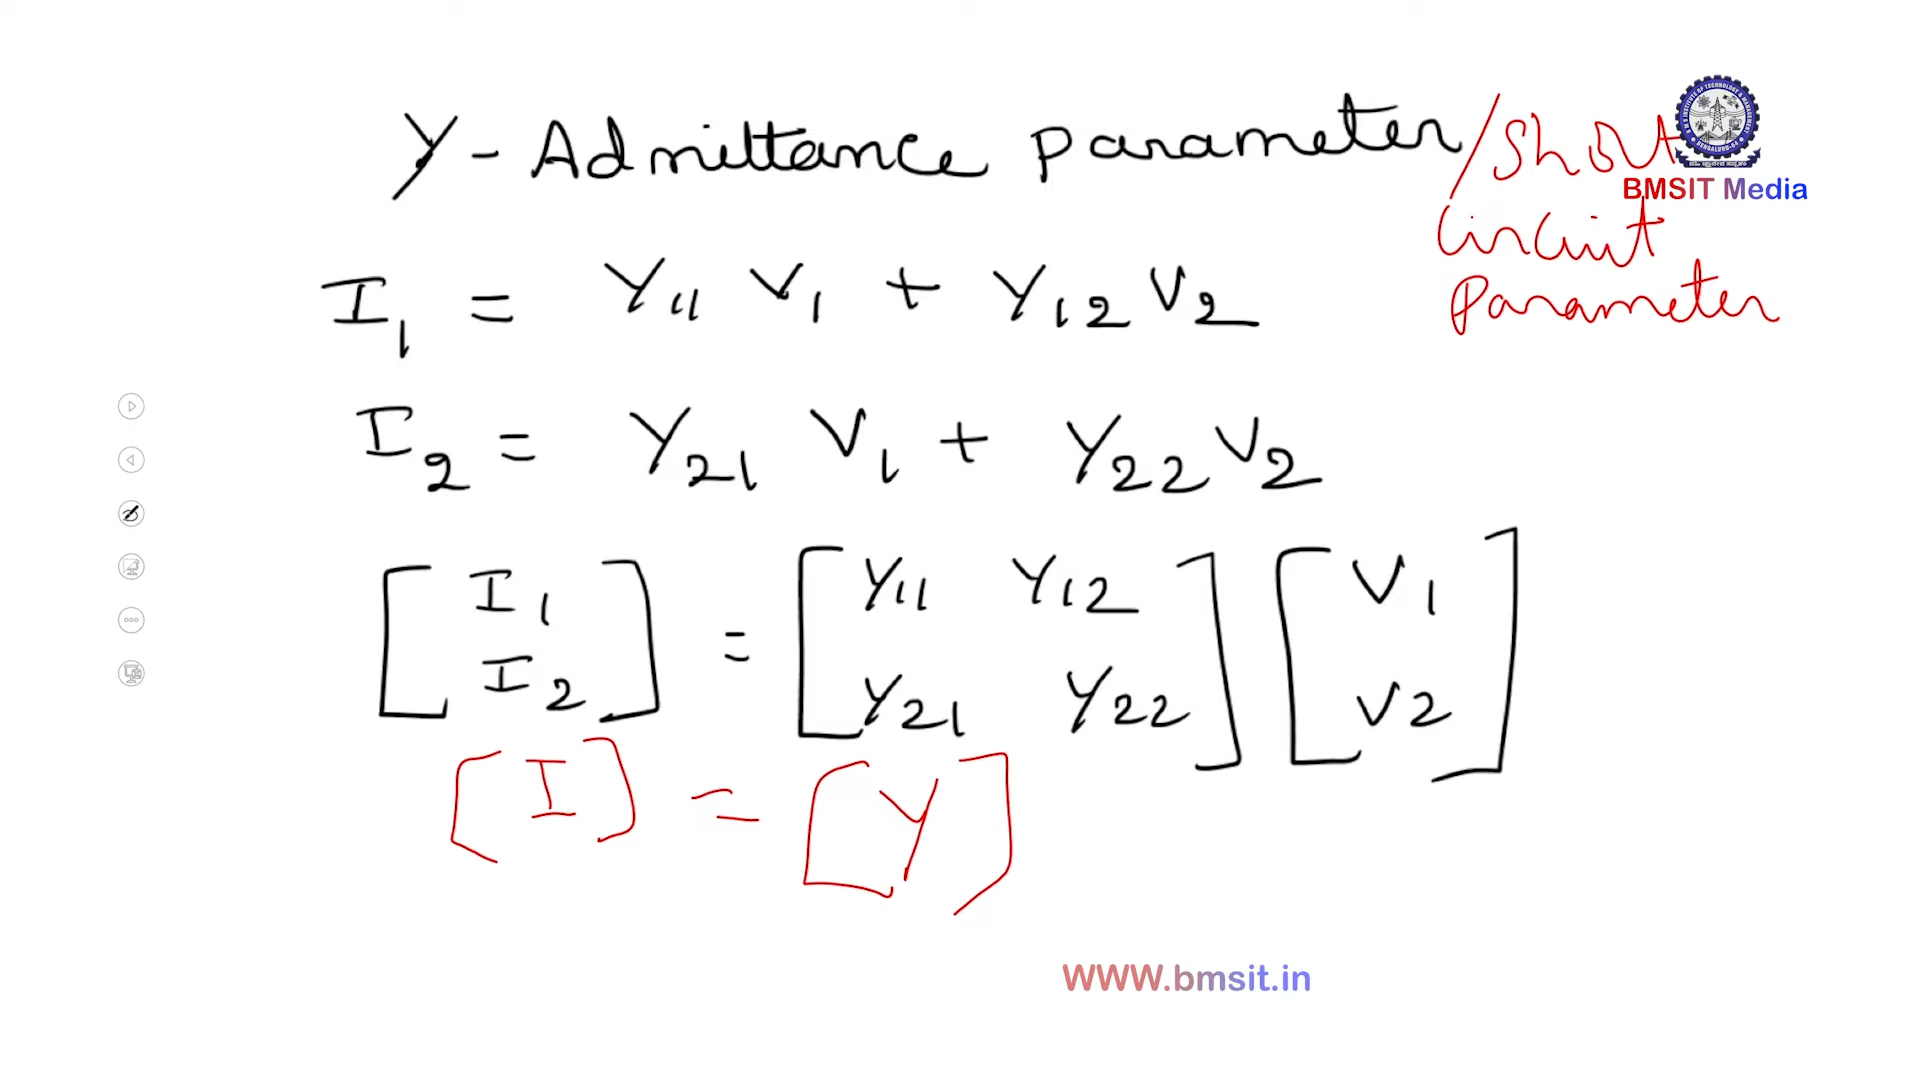 Y - Admittance Parameter / Short
Circuit
Parameter
BMSIT Media
I1 = Y11 V1 + Y12 V2
I2 = Y21 V1 + Y22 V2
[ I1 ] = [ Y11 Y12 ] [ V1 ]
[ I2 ] [ Y21 Y22 ] [ V2 ]
[ I ] = [ Y ]
WWW.bmsit.in